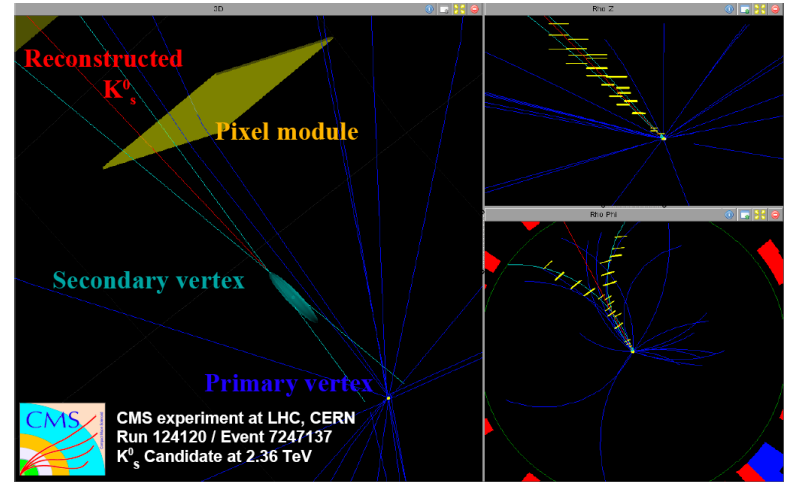 3D
Reconstructed
K⁰s
Pixel module
Secondary vertex
Primary vertex
CMS
CMS experiment at LHC, CERN
Run 124120 / Event 7247137
K⁰s Candidate at 2.36 TeV
Rho Z
Rho Phi